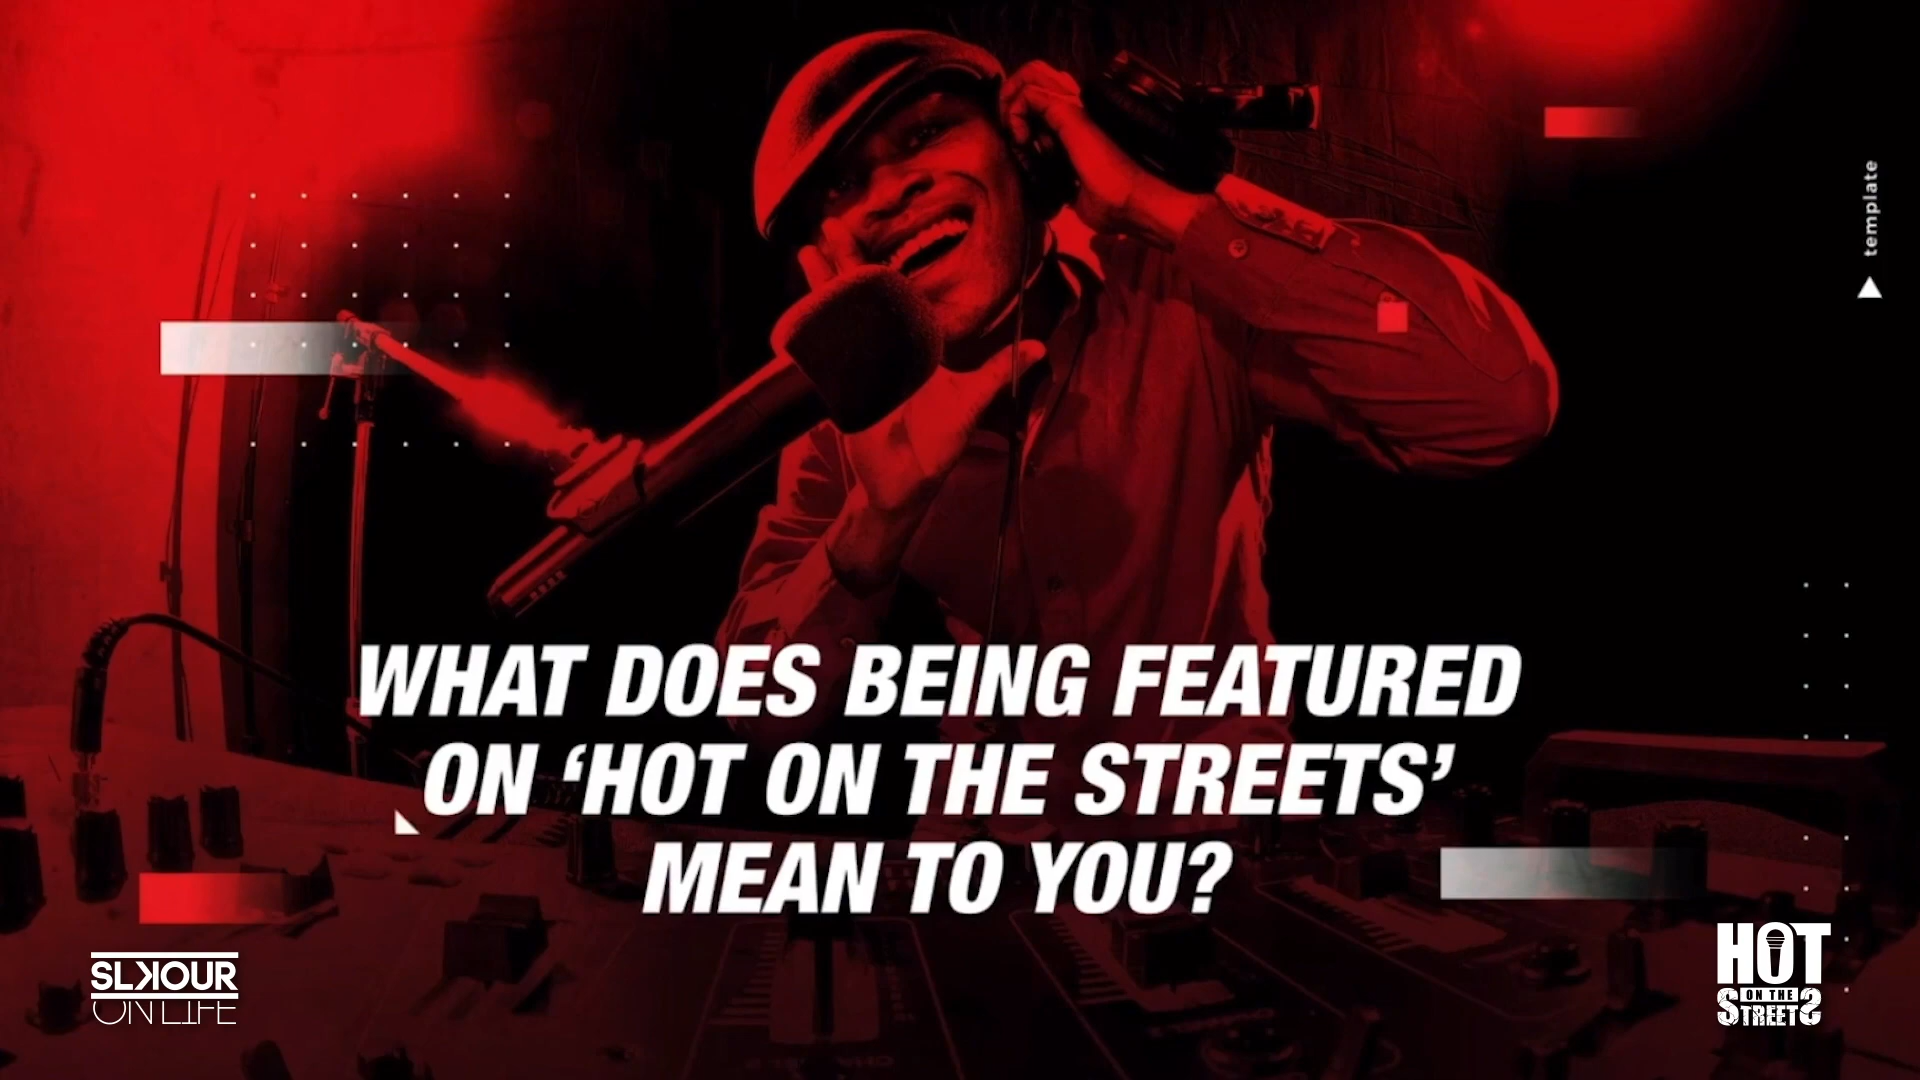 template
WHAT DOES BEING FEATURED
ON ‘HOT ON THE STREETS’
MEAN TO YOU?
SLKOUR
ON LIFE
HOT
ON THE
STREETS